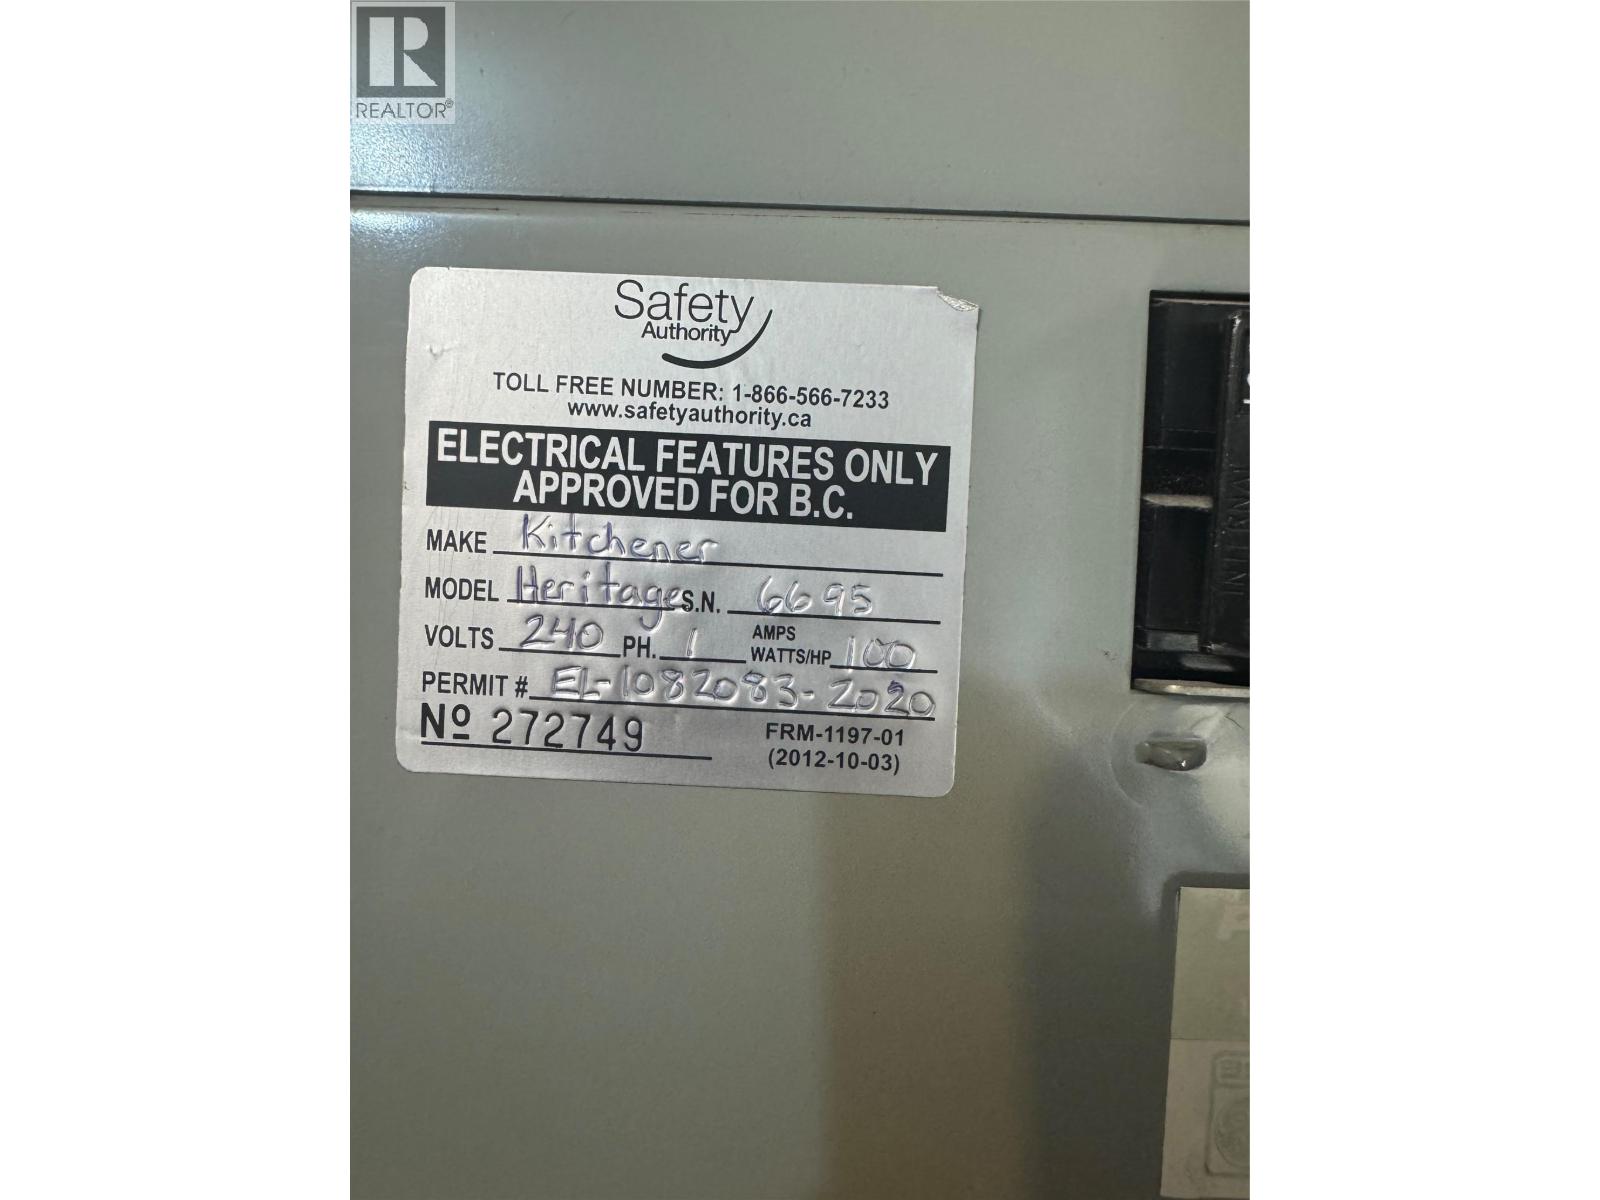 REALTOR®
Safety
Authority
TOLL FREE NUMBER: 1-866-566-7233
www.safetyauthority.ca
ELECTRICAL FEATURES ONLY
APPROVED FOR B.C.
MAKE Kitchener
MODEL Heritage S.N. 6695
VOLTS 240 PH. 1 AMPS WATTS/HP 100
PERMIT # EL-1082083-2020
Nº 272749
FRM-1197-01
(2012-10-03)